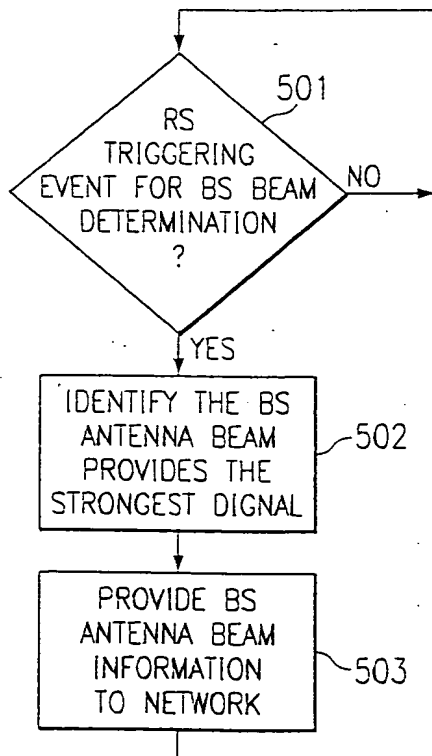 501
RS
TRIGGERING
EVENT FOR BS BEAM
DETERMINATION
?
NO
YES
IDENTIFY THE BS
ANTENNA BEAM
PROVIDES THE
STRONGEST DIGNAL
502
PROVIDE BS
ANTENNA BEAM
INFORMATION
TO NETWORK
503